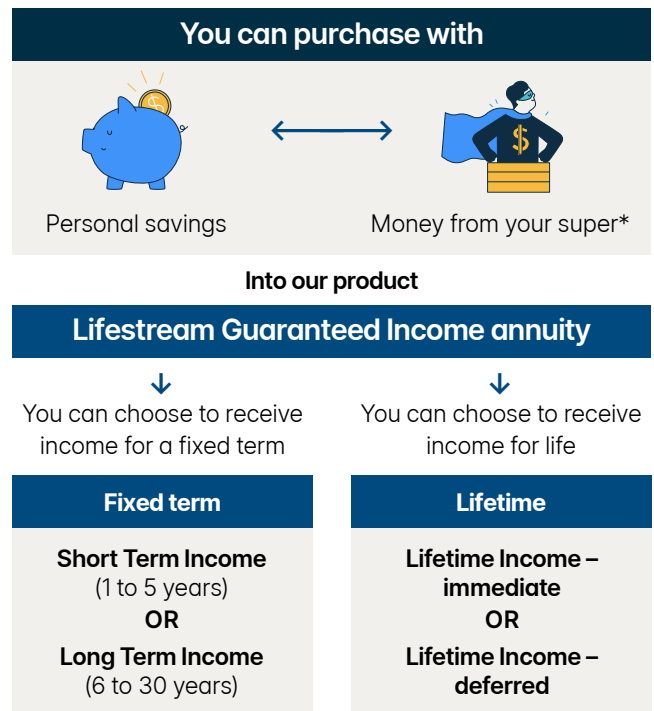 You can purchase with
$
$
Personal savings
Money from your super*
Into our product
Lifestream Guaranteed Income annuity
You can choose to receive
income for a fixed term
You can choose to receive
income for life
Fixed term
Short Term Income
(1 to 5 years)
OR
Long Term Income
(6 to 30 years)
Lifetime
Lifetime Income –
immediate
OR
Lifetime Income –
deferred